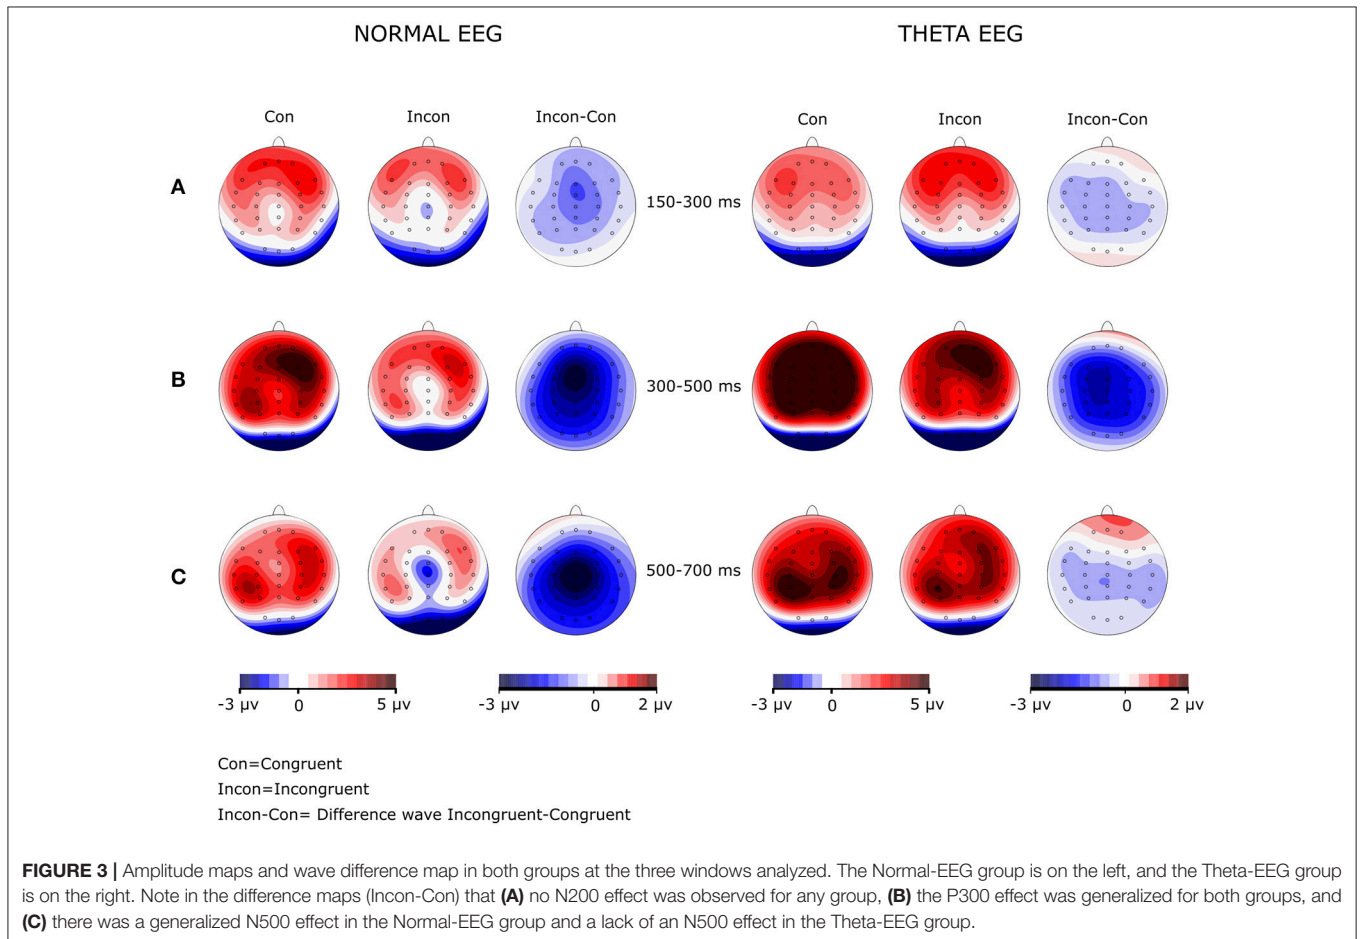 NORMAL EEG
THETA EEG
Con
Incon
Incon-Con
Con
Incon
Incon-Con
A
150-300 ms
B
300-500 ms
C
500-700 ms
-3 µv 0 5 µv
-3 µv 0 2 µv
-3 µv 0 5 µv
-3 µv 0 2 µv
Con=Congruent
Incon=Incongruent
Incon-Con= Difference wave Incongruent-Congruent
FIGURE 3 | Amplitude maps and wave difference map in both groups at the three windows analyzed. The Normal-EEG group is on the left, and the Theta-EEG group
is on the right. Note in the difference maps (Incon-Con) that (A) no N200 effect was observed for any group, (B) the P300 effect was generalized for both groups, and
(C) there was a generalized N500 effect in the Normal-EEG group and a lack of an N500 effect in the Theta-EEG group.